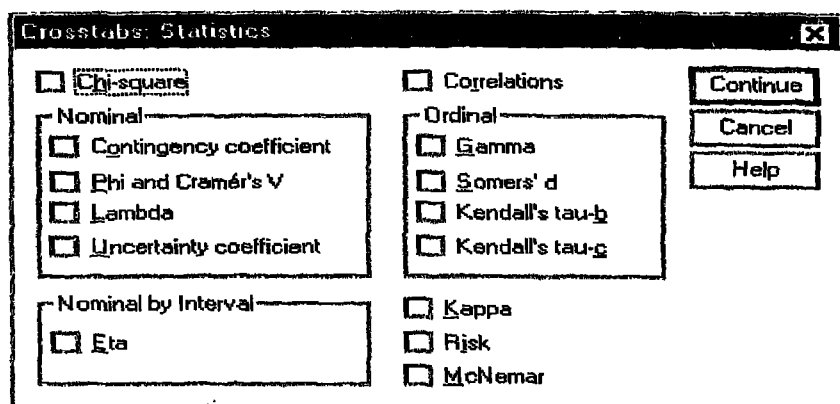 Crosstabs: Statistics
Chi-square
Correlations
Continue
Nominal
Ordinal
Cancel
Contingency coefficient
Gamma
Help
Phi and Cramér's V
Somers' d
Lambda
Kendall's tau-b
Uncertainty coefficient
Kendall's tau-c
Nominal by Interval
Kappa
Eta
Risk
McNemar